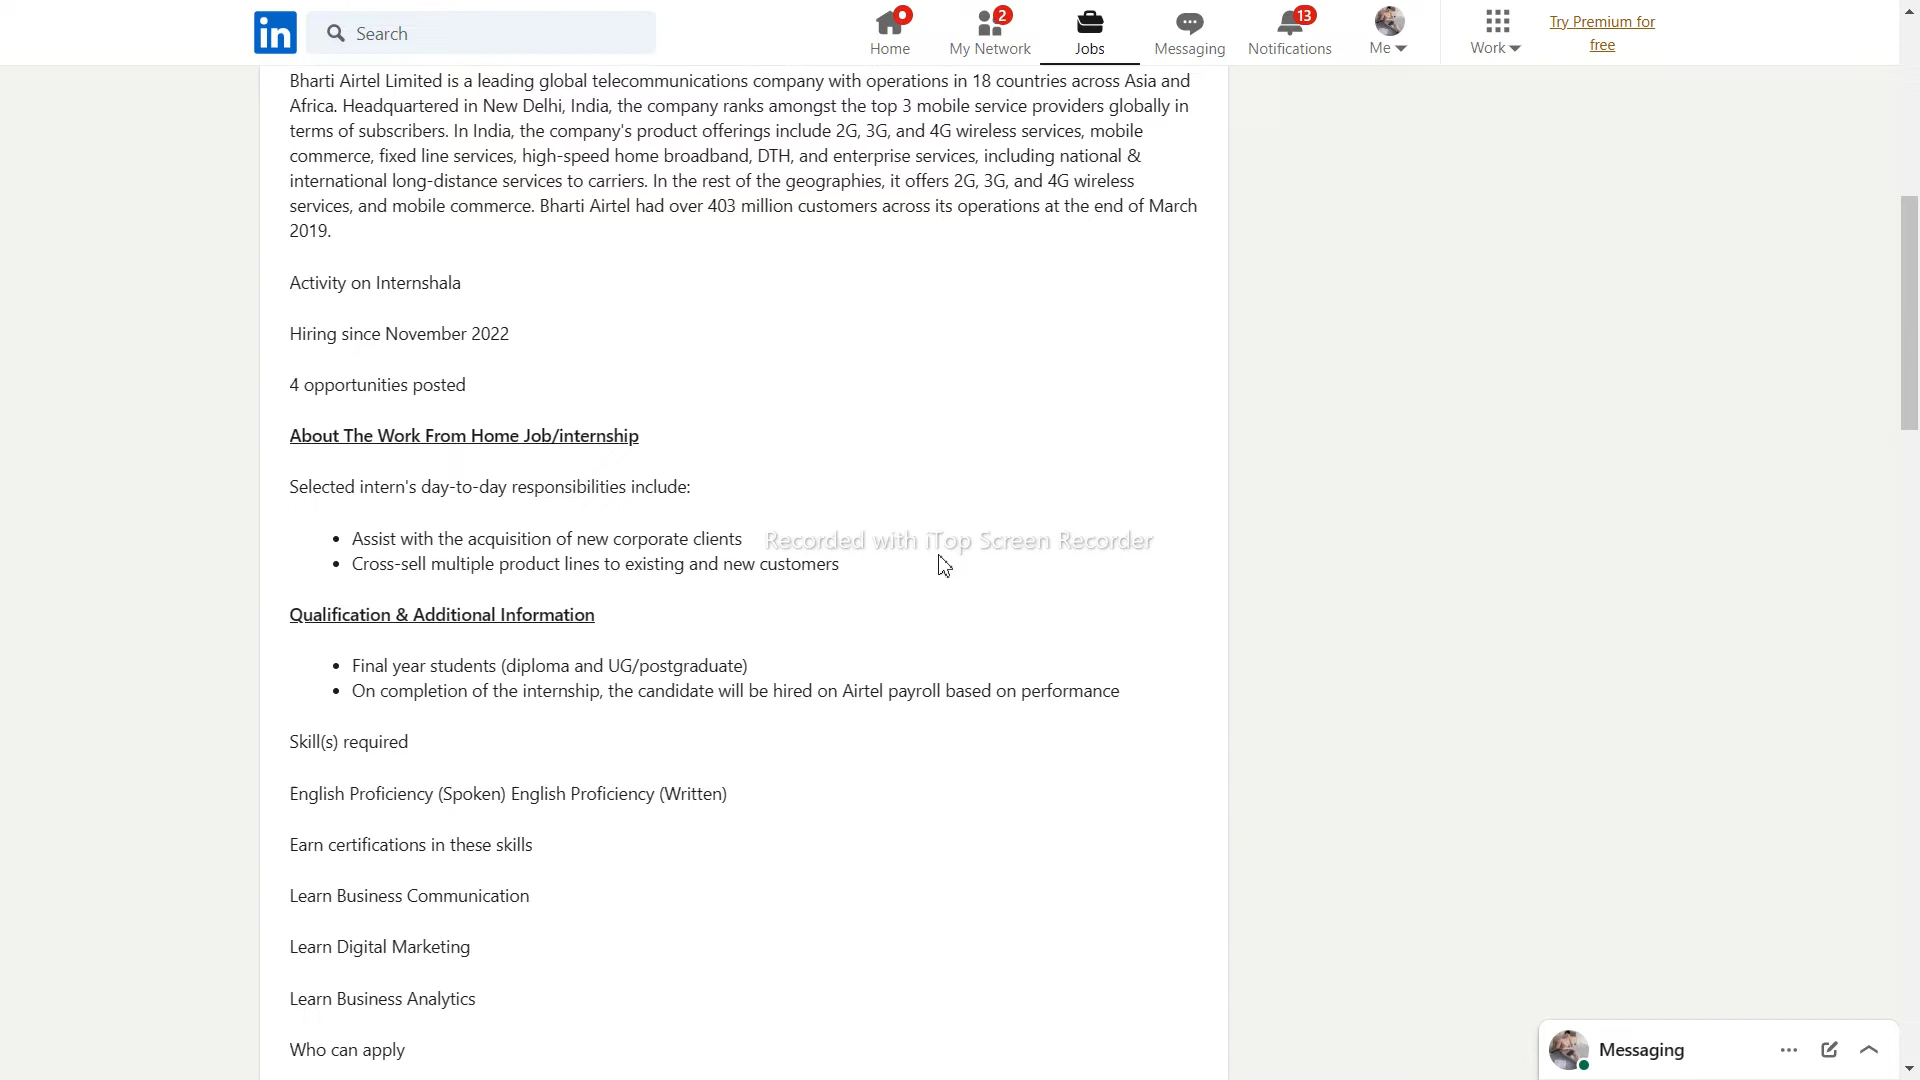 in
Search
2
13
Home
My Network
Jobs
Messaging
Notifications
Me
Work
Try Premium for
free
Bharti Airtel Limited is a leading global telecommunications company with operations in 18 countries across Asia and
Africa. Headquartered in New Delhi, India, the company ranks amongst the top 3 mobile service providers globally in
terms of subscribers. In India, the company's product offerings include 2G, 3G, and 4G wireless services, mobile
commerce, fixed line services, high-speed home broadband, DTH, and enterprise services, including national &
international long-distance services to carriers. In the rest of the geographies, it offers 2G, 3G, and 4G wireless
services, and mobile commerce. Bharti Airtel had over 403 million customers across its operations at the end of March
2019.
Activity on Internshala
Hiring since November 2022
4 opportunities posted
About The Work From Home Job/internship
Selected intern's day-to-day responsibilities include:
• Assist with the acquisition of new corporate clients
Recorded with iTop Screen Recorder
• Cross-sell multiple product lines to existing and new customers
Qualification & Additional Information
• Final year students (diploma and UG/postgraduate)
• On completion of the internship, the candidate will be hired on Airtel payroll based on performance
Skill(s) required
English Proficiency (Spoken) English Proficiency (Written)
Earn certifications in these skills
Learn Business Communication
Learn Digital Marketing
Learn Business Analytics
Who can apply
Messaging